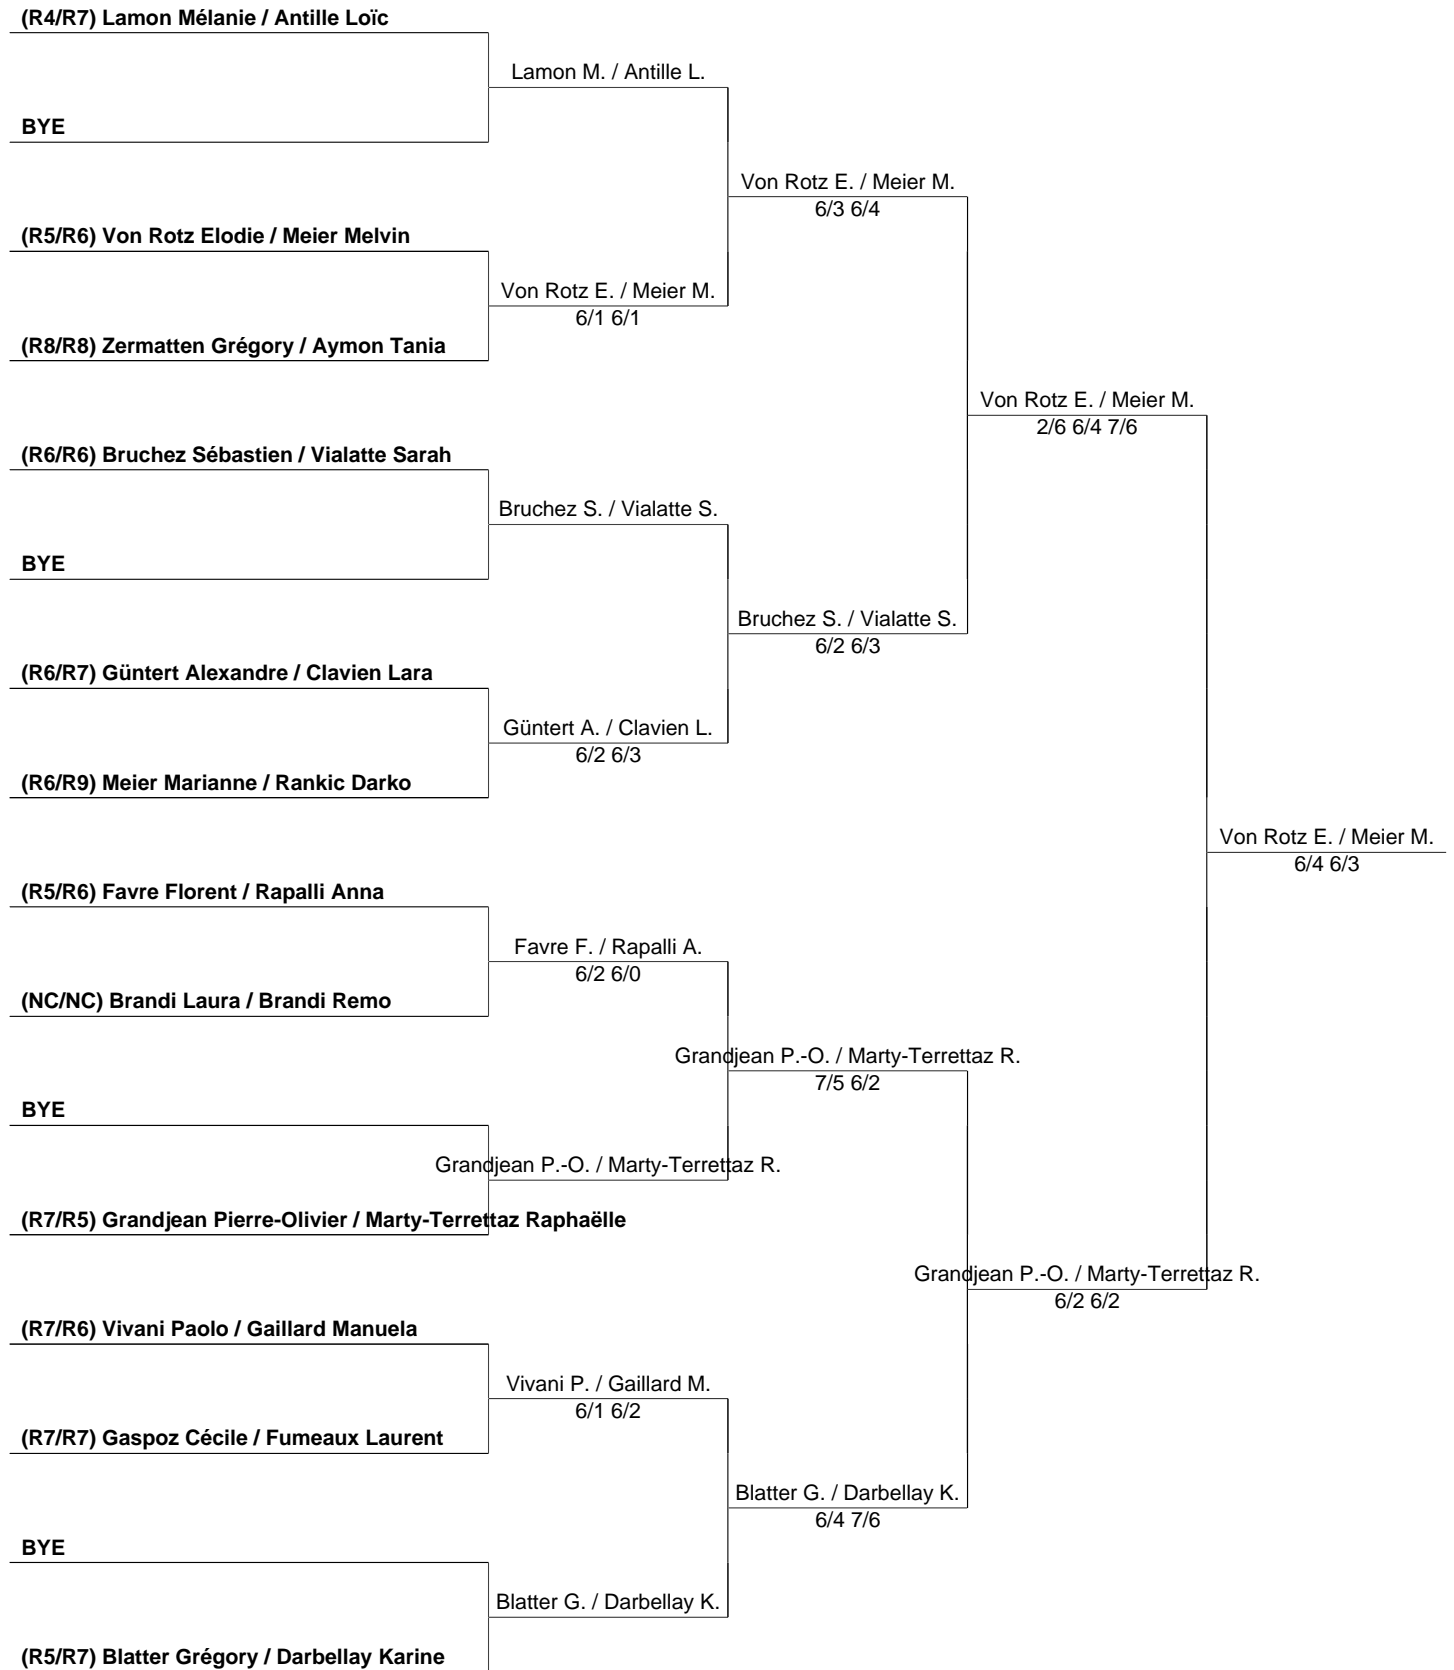 (R4/R7) Lamon Mélanie / Antille Loïc
Lamon M. / Antille L.
BYE
Von Rotz E. / Meier M.
6/3 6/4
(R5/R6) Von Rotz Elodie / Meier Melvin
Von Rotz E. / Meier M.
6/1 6/1
(R8/R8) Zermatten Grégory / Aymon Tania
Von Rotz E. / Meier M.
2/6 6/4 7/6
(R6/R6) Bruchez Sébastien / Vialatte Sarah
Bruchez S. / Vialatte S.
BYE
Bruchez S. / Vialatte S.
6/2 6/3
(R6/R7) Güntert Alexandre / Clavien Lara
Güntert A. / Clavien L.
6/2 6/3
(R6/R9) Meier Marianne / Rankic Darko
Von Rotz E. / Meier M.
6/4 6/3
(R5/R6) Favre Florent / Rapalli Anna
Favre F. / Rapalli A.
6/2 6/0
(NC/NC) Brandi Laura / Brandi Remo
Grandjean P.-O. / Marty-Terrettaz R.
7/5 6/2
BYE
Grandjean P.-O. / Marty-Terrettaz R.
(R7/R5) Grandjean Pierre-Olivier / Marty-Terrettaz Raphaëlle
Grandjean P.-O. / Marty-Terrettaz R.
6/2 6/2
(R7/R6) Vivani Paolo / Gaillard Manuela
Vivani P. / Gaillard M.
6/1 6/2
(R7/R7) Gaspoz Cécile / Fumeaux Laurent
Blatter G. / Darbellay K.
6/4 7/6
BYE
Blatter G. / Darbellay K.
(R5/R7) Blatter Grégory / Darbellay Karine